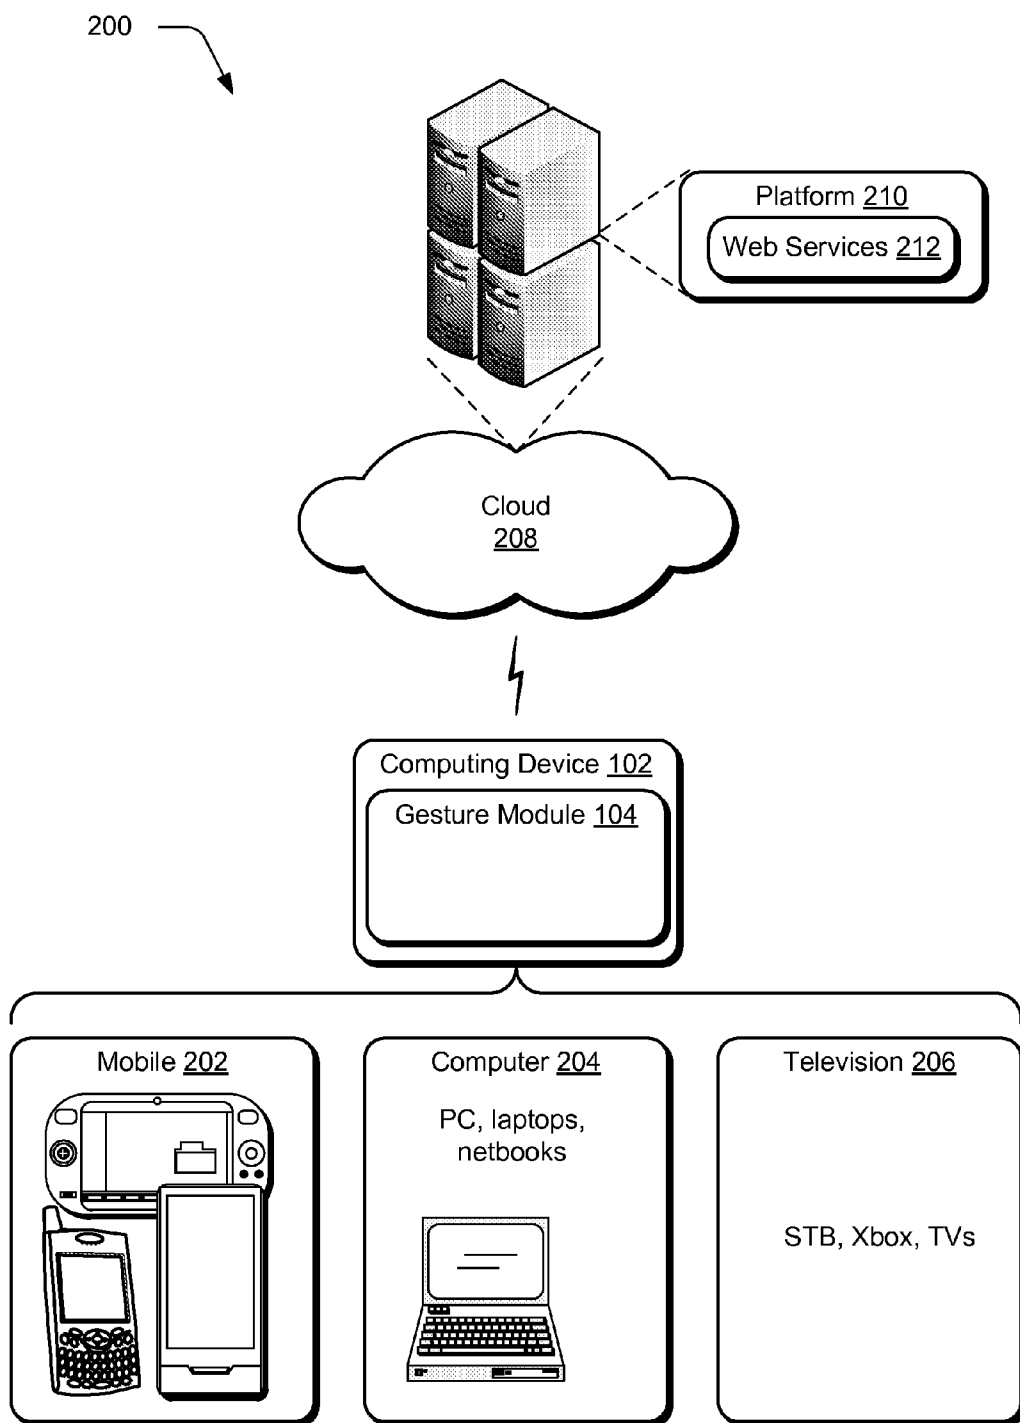 200
Platform 210
Web Services 212
Cloud
208
Computing Device 102
Gesture Module 104
Mobile 202
Computer 204
PC, laptops,
netbooks
Television 206
STB, Xbox, TVs